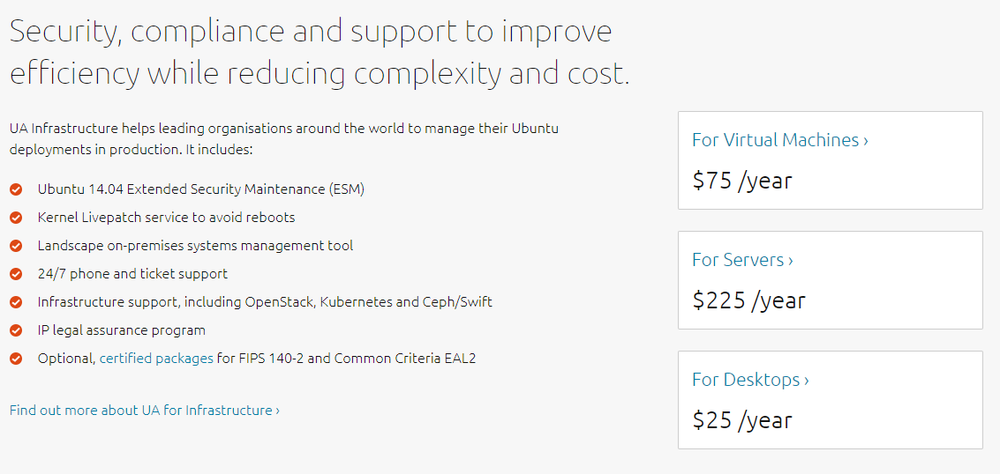 Security, compliance and support to improve
efficiency while reducing complexity and cost.
UA Infrastructure helps leading organisations around the world to manage their Ubuntu
deployments in production. It includes:
Ubuntu 14.04 Extended Security Maintenance (ESM)
Kernel Livepatch service to avoid reboots
Landscape on-premises systems management tool
24/7 phone and ticket support
Infrastructure support, including OpenStack, Kubernetes and Ceph/Swift
IP legal assurance program
Optional, certified packages for FIPS 140-2 and Common Criteria EAL2
Find out more about UA for Infrastructure ›
For Virtual Machines ›
$75 /year
For Servers ›
$225 /year
For Desktops ›
$25 /year